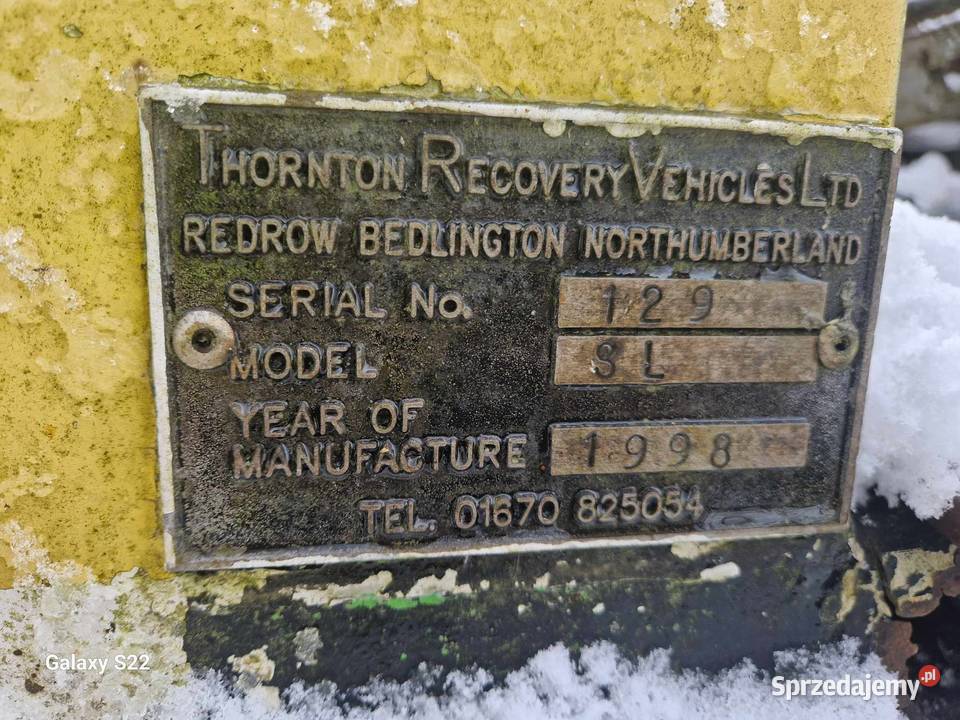 THORNTON RECOVERY VEHICLES LTD
REDROW BEDLINGTON NORTHUMBERLAND
SERIAL No. 129
MODEL SL
YEAR OF
MANUFACTURE 1998
TEL. 01670 825054
Galaxy S22
Sprzedajemy.pl